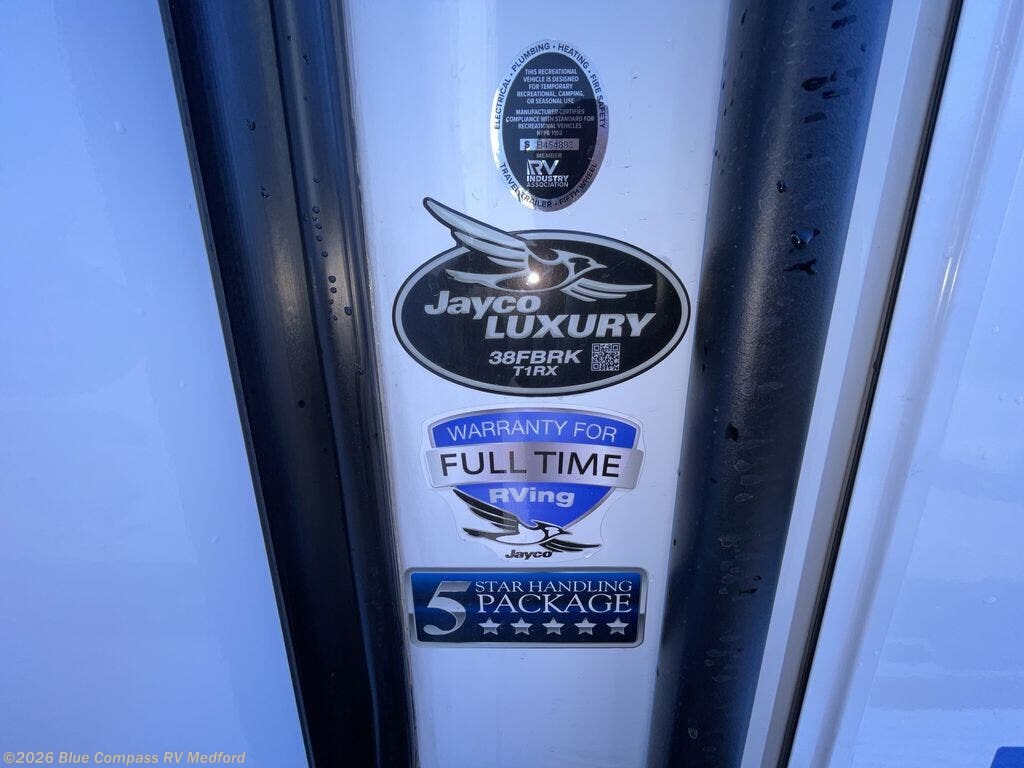 ELECTRICAL • PLUMBING • HEATING • FIRE SAFETY
THIS RECREATIONAL
VEHICLE IS DESIGNED
FOR TEMPORARY
RECREATIONAL, CAMPING,
OR SEASONAL USE
MANUFACTURER CERTIFIES
COMPLIANCE WITH STANDARD FOR
RECREATIONAL VEHICLES
NFPA 1192
MEMBER
RV
INDUSTRY
ASSOCIATION
TRAVEL TRAILER • FIFTH WHEEL
Jayco
LUXURY
38FBRK
T1RX
WARRANTY FOR
FULL TIME
RVing
Jayco
5 STAR HANDLING
PACKAGE
©2026 Blue Compass RV Medford